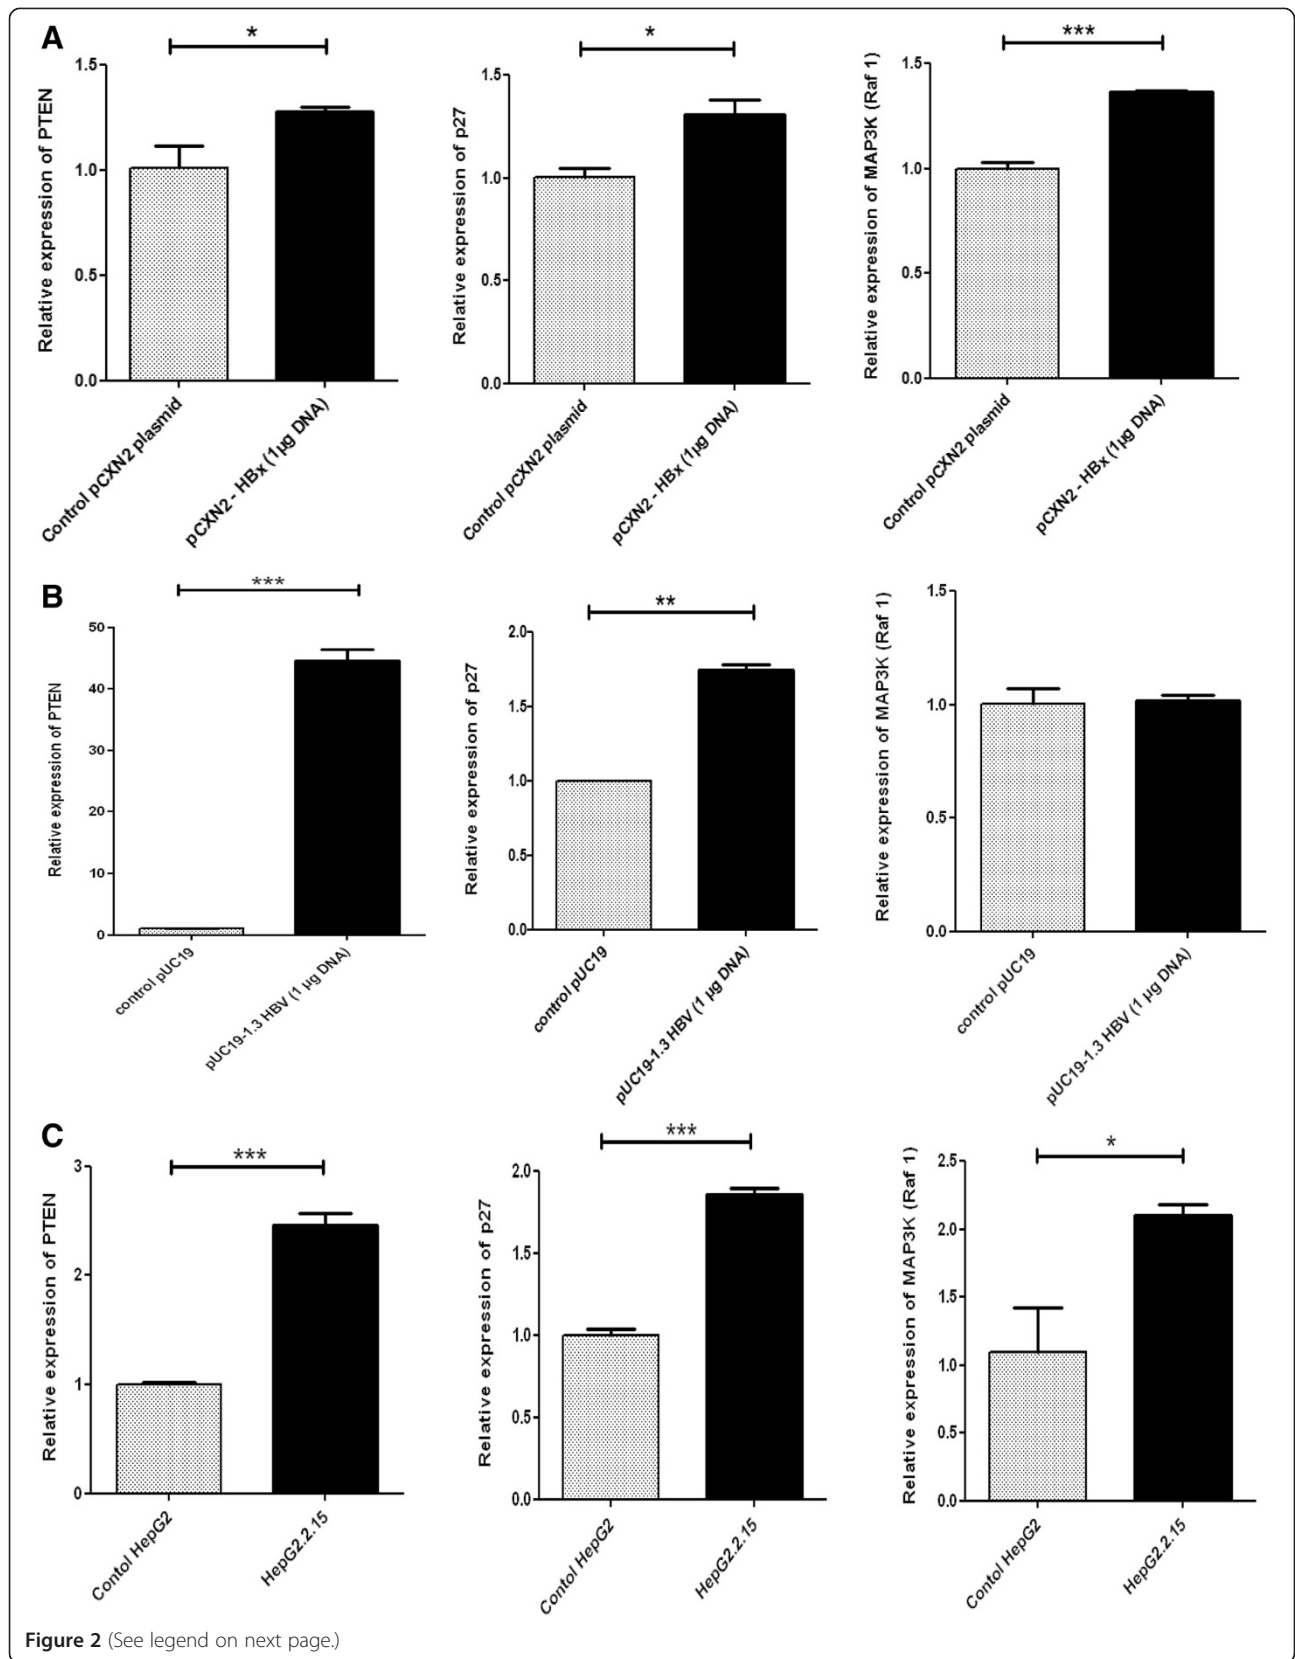 A
*
Relative expression of PTEN
1.5
1.0
0.5
0.0
Control pCXN2 plasmid
pCXN2 - HBx (1µg DNA)
*
Relative expression of p27
1.5
1.0
0.5
0.0
Control pCXN2 plasmid
pCXN2 - HBx (1µg DNA)
***
Relative expression of MAP3K (Raf 1)
1.5
1.0
0.5
0.0
Control pCXN2 plasmid
pCXN2 - HBx (1µg DNA)
B
***
Relative expression of PTEN
50
40
30
20
10
0
control pUC19
pUC19-1.3 HBV (1 µg DNA)
**
Relative expression of p27
2.0
1.5
1.0
0.5
0.0
control pUC19
pUC19-1.3 HBV (1 µg DNA)
Relative expression of MAP3K (Raf 1)
1.5
1.0
0.5
0.0
control pUC19
pUC19-1.3 HBV (1 µg DNA)
C
***
Relative expression of PTEN
3
2
1
0
Contol HepG2
HepG2.2.15
***
Relative expression of p27
2.0
1.5
1.0
0.5
0.0
Contol HepG2
HepG2.2.15
*
Relative expression of MAP3K (Raf 1)
2.5
2.0
1.5
1.0
0.5
0.0
Contol HepG2
HepG2.2.15
Figure 2 (See legend on next page.)